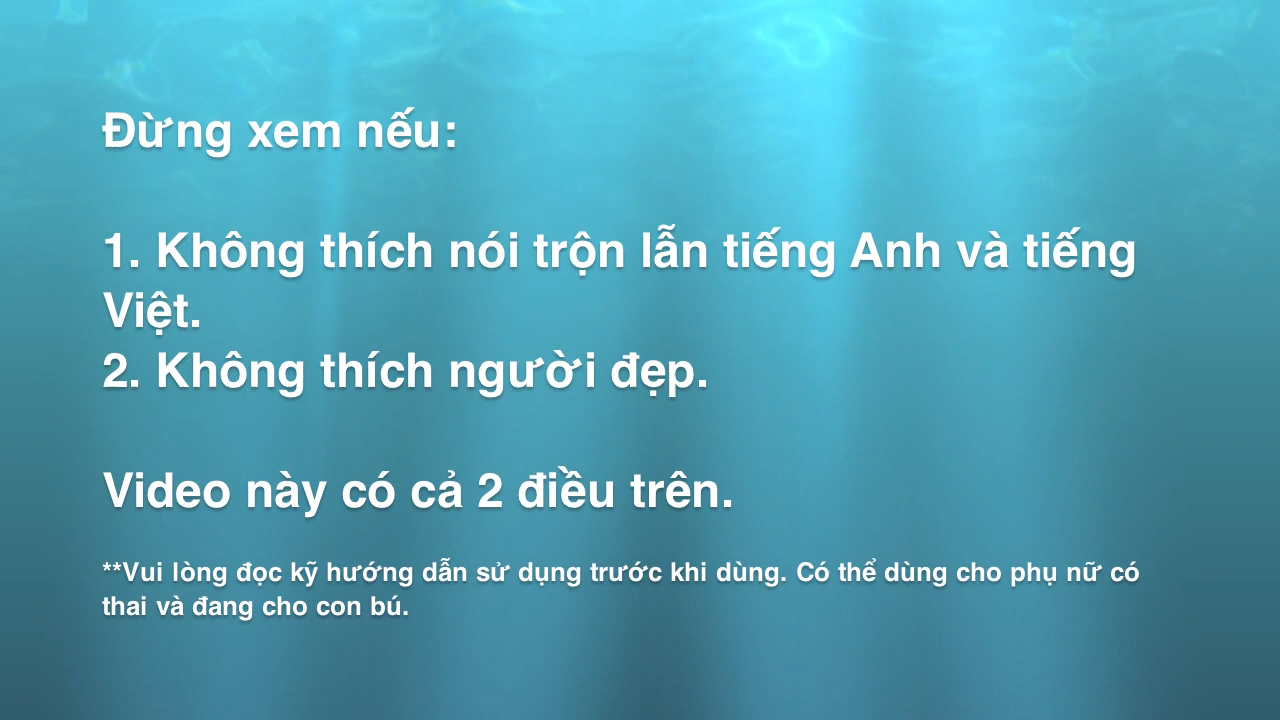 Đừng xem nếu:
1. Không thích nói trộn lẫn tiếng Anh và tiếng
Việt.
2. Không thích người đẹp.
Video này có cả 2 điều trên.
**Vui lòng đọc kỹ hướng dẫn sử dụng trước khi dùng. Có thể dùng cho phụ nữ có
thai và đang cho con bú.